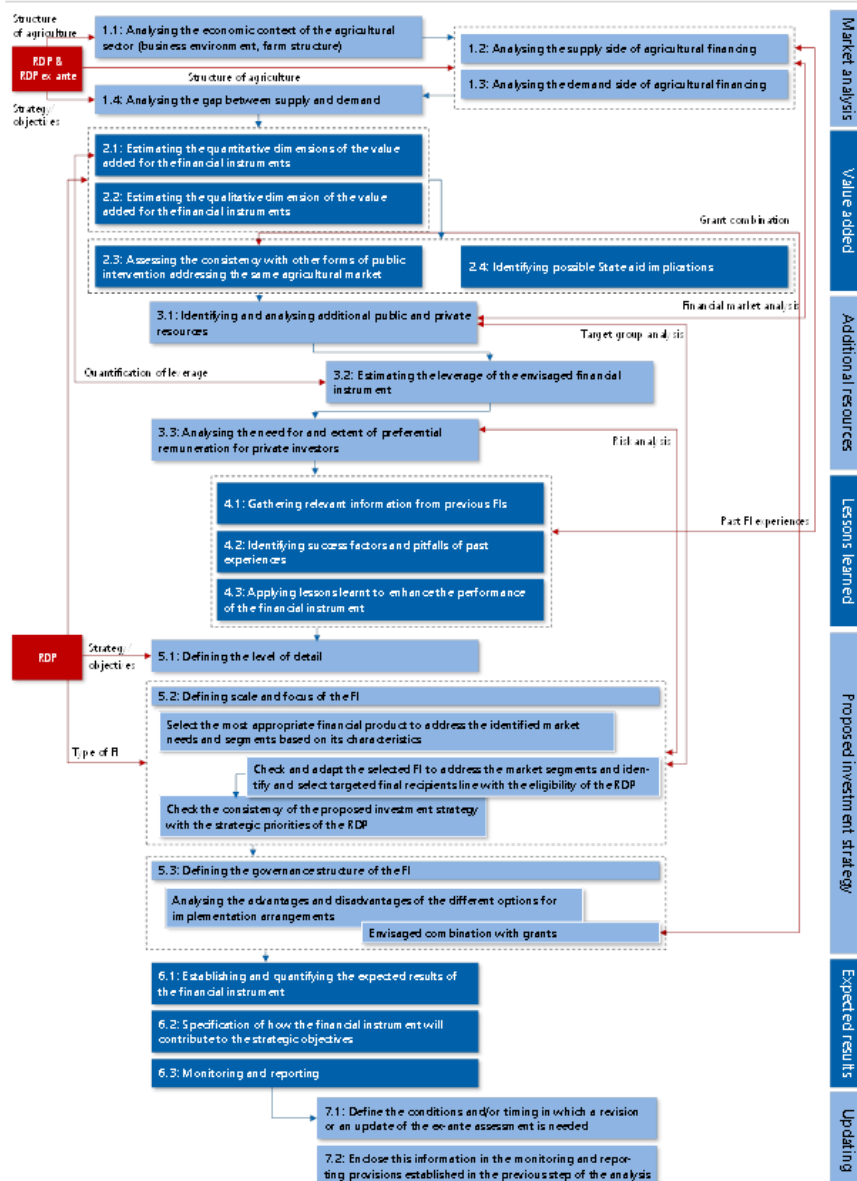 Structure
of agriculture
1.1: Analysing the economic context of the agricultural
sector (business environment, farm structure)
1.2: Analysing the supply side of agricultural financing
RDP &
RDP ex ante
Structure of agriculture
1.3: Analysing the demand side of agricultural financing
Strategy/
objectives
1.4: Analysing the gap between supply and demand
Market analysis
2.1: Estimating the quantitative dimensions of the value
added for the financial instruments
2.2: Estimating the qualitative dimension of the value
added for the financial instruments
Grant combination
2.3: Assessing the consistency with other forms of public
intervention addressing the same agricultural market
2.4: Identifying possible State aid implications
Value added
Financial market analysis
3.1: Identifying and analysing additional public and private
resources
Target group analysis
Quantification of leverage
3.2: Estimating the leverage of the envisaged financial
instrument
3.3: Analysing the need for and extent of preferential
remuneration for private investors
Risk analysis
Additional resources
4.1: Gathering relevant information from previous FIs
4.2: Identifying success factors and pitfalls of past
experiences
Past FI experiences
4.3: Applying lessons learnt to enhance the performance
of the financial instrument
Lessons learned
RDP
Strategy/
objectives
5.1: Defining the level of detail
5.2: Defining scale and focus of the FI
Select the most appropriate financial product to address the identified market
needs and segments based on its characteristics
Type of FI
Check and adapt the selected FI to address the market segments and iden-
tify and select targeted final recipients line with the eligibility of the RDP
Check the consistency of the proposed investment strategy
with the strategic priorities of the RDP
5.3: Defining the governance structure of the FI
Analysing the advantages and disadvantages of the different options for
implementation arrangements
Envisaged combination with grants
Proposed investment strategy
6.1: Establishing and quantifying the expected results of
the financial instrument
6.2: Specification of how the financial instrument will
contribute to the strategic objectives
6.3: Monitoring and reporting
Expected results
7.1: Define the conditions and/or timing in which a revision
or an update of the ex-ante assessment is needed
7.2: Enclose this information in the monitoring and repor-
ting provisions established in the previous step of the analysis
Updating